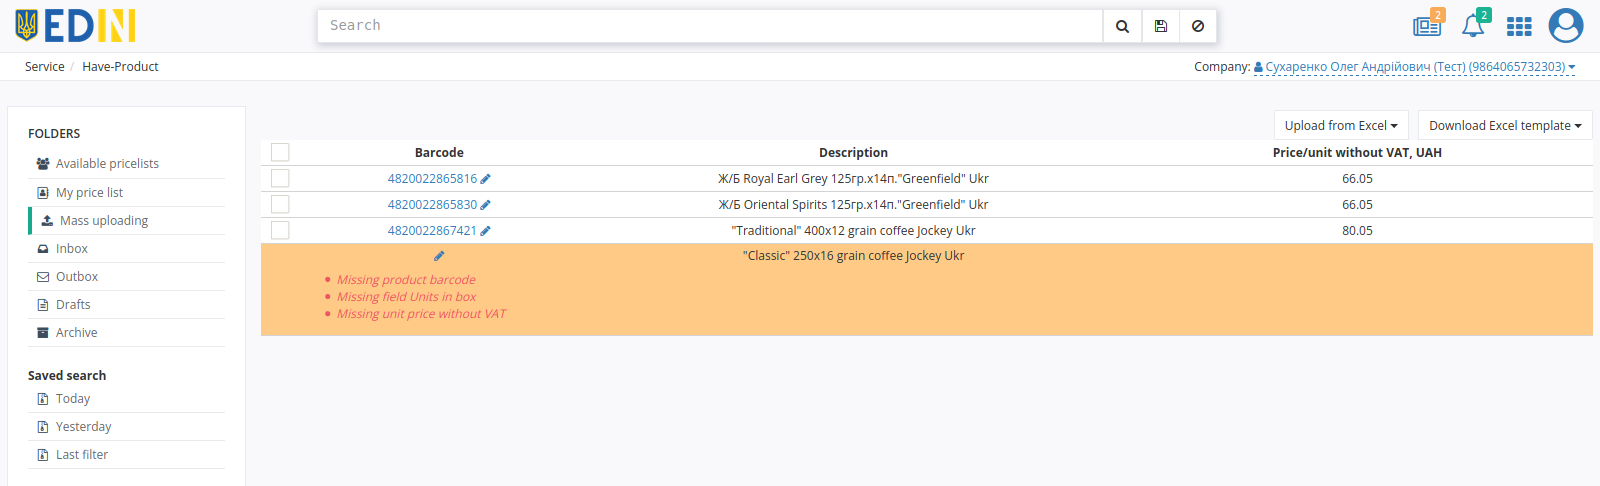 EDIN
Search
2
2
Service / Have-Product
Company: Сухаренко Олег Андрійович (Тест) (9864065732303)
FOLDERS
Available pricelists
My price list
Mass uploading
Inbox
Outbox
Drafts
Archive
Saved search
Today
Yesterday
Last filter
Upload from Excel
Download Excel template
Barcode Description Price/unit without VAT, UAH
4820022865816 Ж/Б Royal Earl Grey 125гр.х14п."Greenfield" Ukr 66.05
4820022865830 Ж/Б Oriental Spirits 125гр.х14п."Greenfield" Ukr 66.05
4820022867421 "Traditional" 400x12 grain coffee Jockey Ukr 80.05
"Classic" 250x16 grain coffee Jockey Ukr
• Missing product barcode
• Missing field Units in box
• Missing unit price without VAT